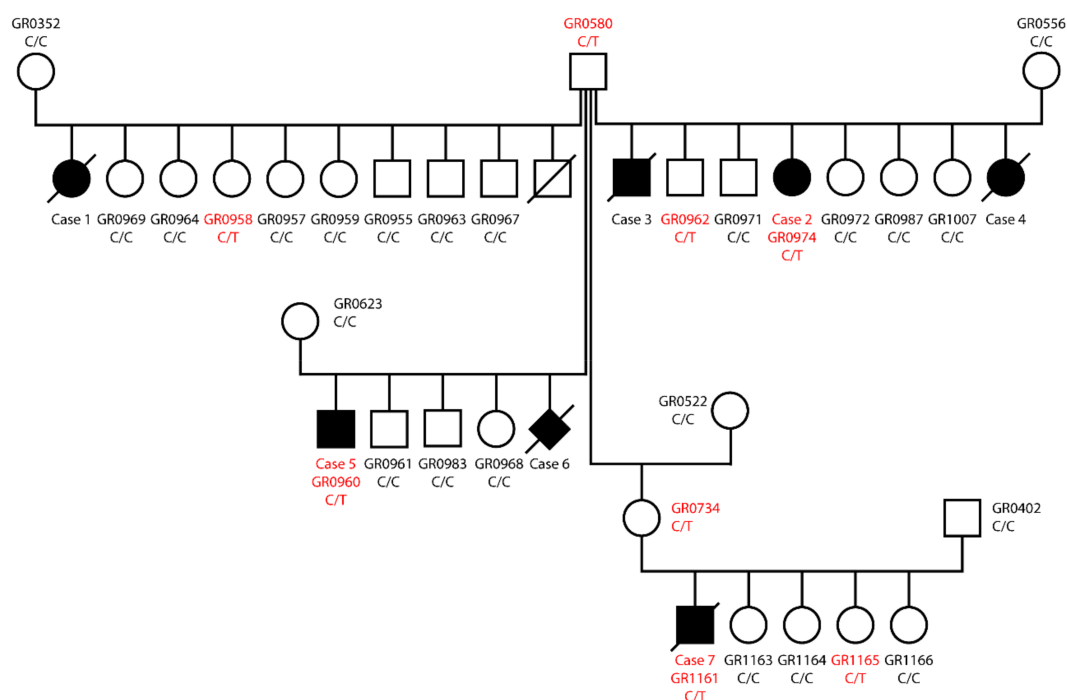 GR0352
C/C
GR0580
C/T
GR0556
C/C
Case 1
GR0969
C/C
GR0964
C/C
GR0958
C/T
GR0957
C/C
GR0959
C/C
GR0955
C/C
GR0963
C/C
GR0967
C/C
Case 3
GR0962
C/T
GR0971
C/C
Case 2
GR0974
C/T
GR0972
C/C
GR0987
C/C
GR1007
C/C
Case 4
GR0623
C/C
Case 5
GR0960
C/T
GR0961
C/C
GR0983
C/C
GR0968
C/C
Case 6
GR0522
C/C
GR0734
C/T
GR0402
C/C
Case 7
GR1161
C/T
GR1163
C/C
GR1164
C/C
GR1165
C/T
GR1166
C/C